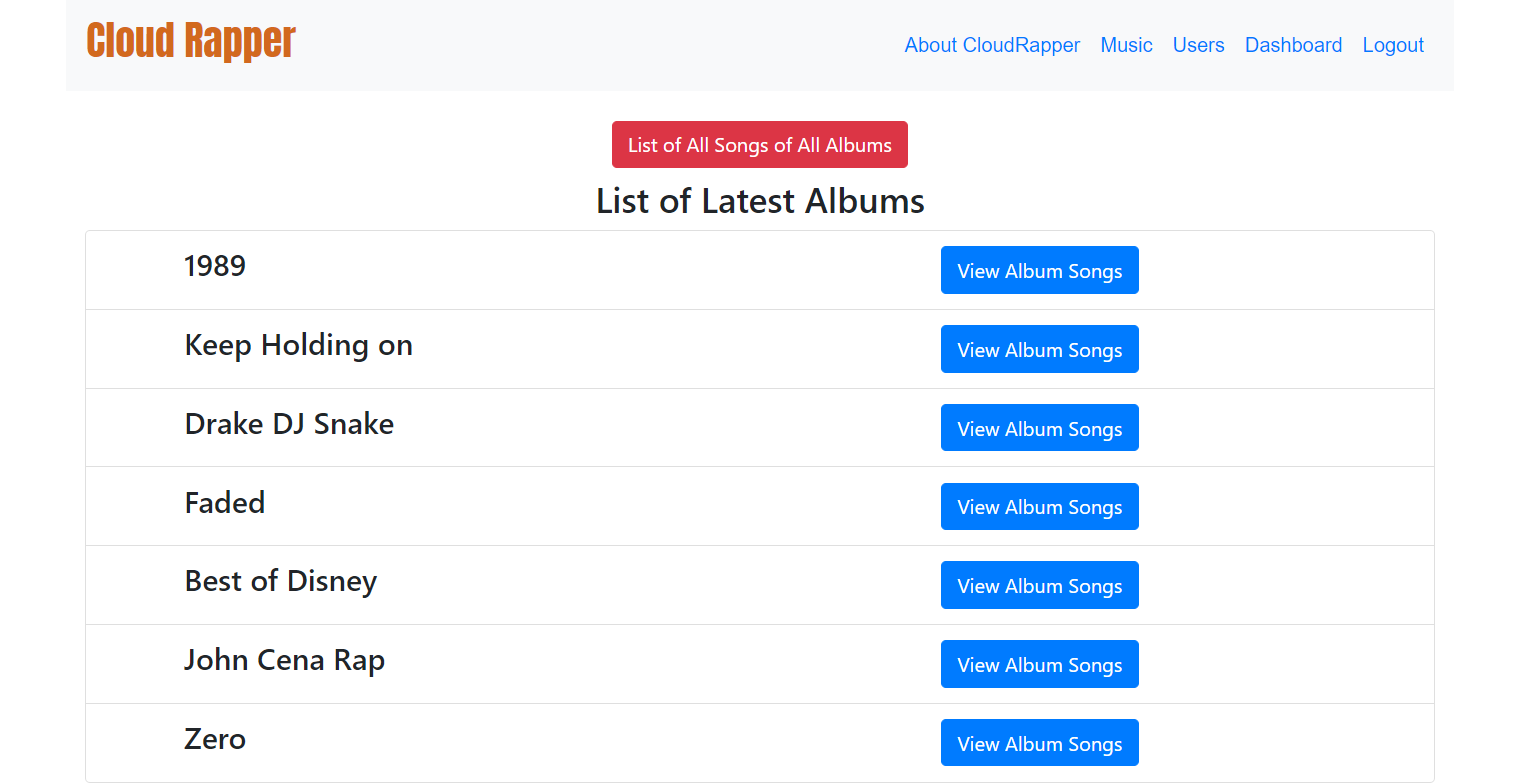 Cloud Rapper
About CloudRapper Music Users Dashboard Logout
List of All Songs of All Albums
List of Latest Albums
1989 View Album Songs
Keep Holding on View Album Songs
Drake DJ Snake View Album Songs
Faded View Album Songs
Best of Disney View Album Songs
John Cena Rap View Album Songs
Zero View Album Songs